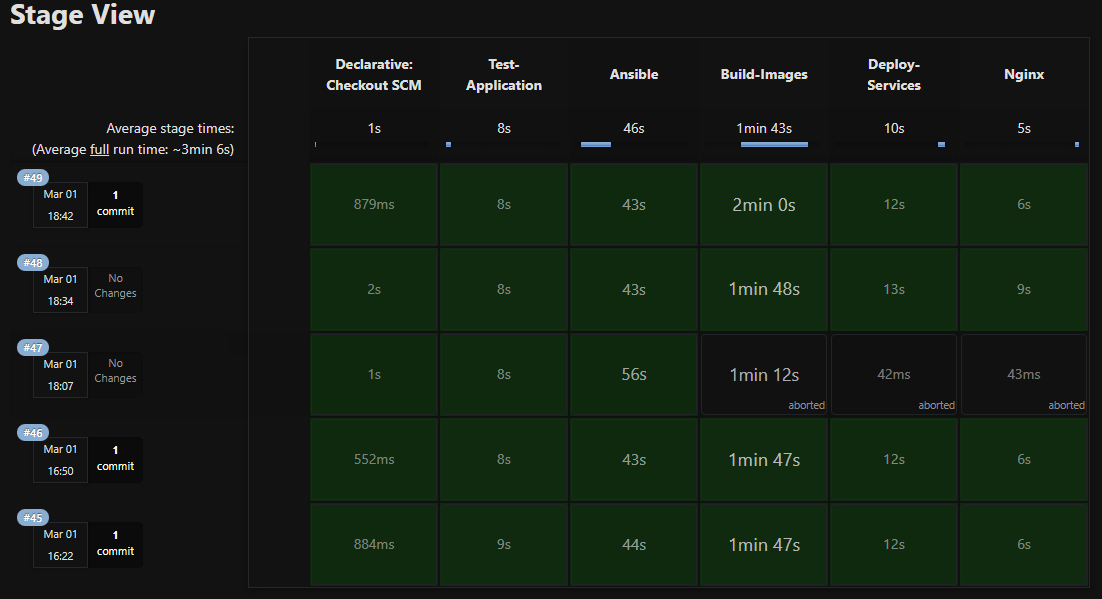 Stage View
Declarative: Checkout SCM
Test-Application
Ansible
Build-Images
Deploy-Services
Nginx
Average stage times:
(Average full run time: ~3min 6s)
1s
8s
46s
1min 43s
10s
5s
#49
Mar 01
18:42
1
commit
879ms
8s
43s
2min 0s
12s
6s
#48
Mar 01
18:34
No
Changes
2s
8s
43s
1min 48s
13s
9s
#47
Mar 01
18:07
No
Changes
1s
8s
56s
1min 12s
aborted
42ms
aborted
43ms
aborted
#46
Mar 01
16:50
1
commit
552ms
8s
43s
1min 47s
12s
6s
#45
Mar 01
16:22
1
commit
884ms
9s
44s
1min 47s
12s
6s